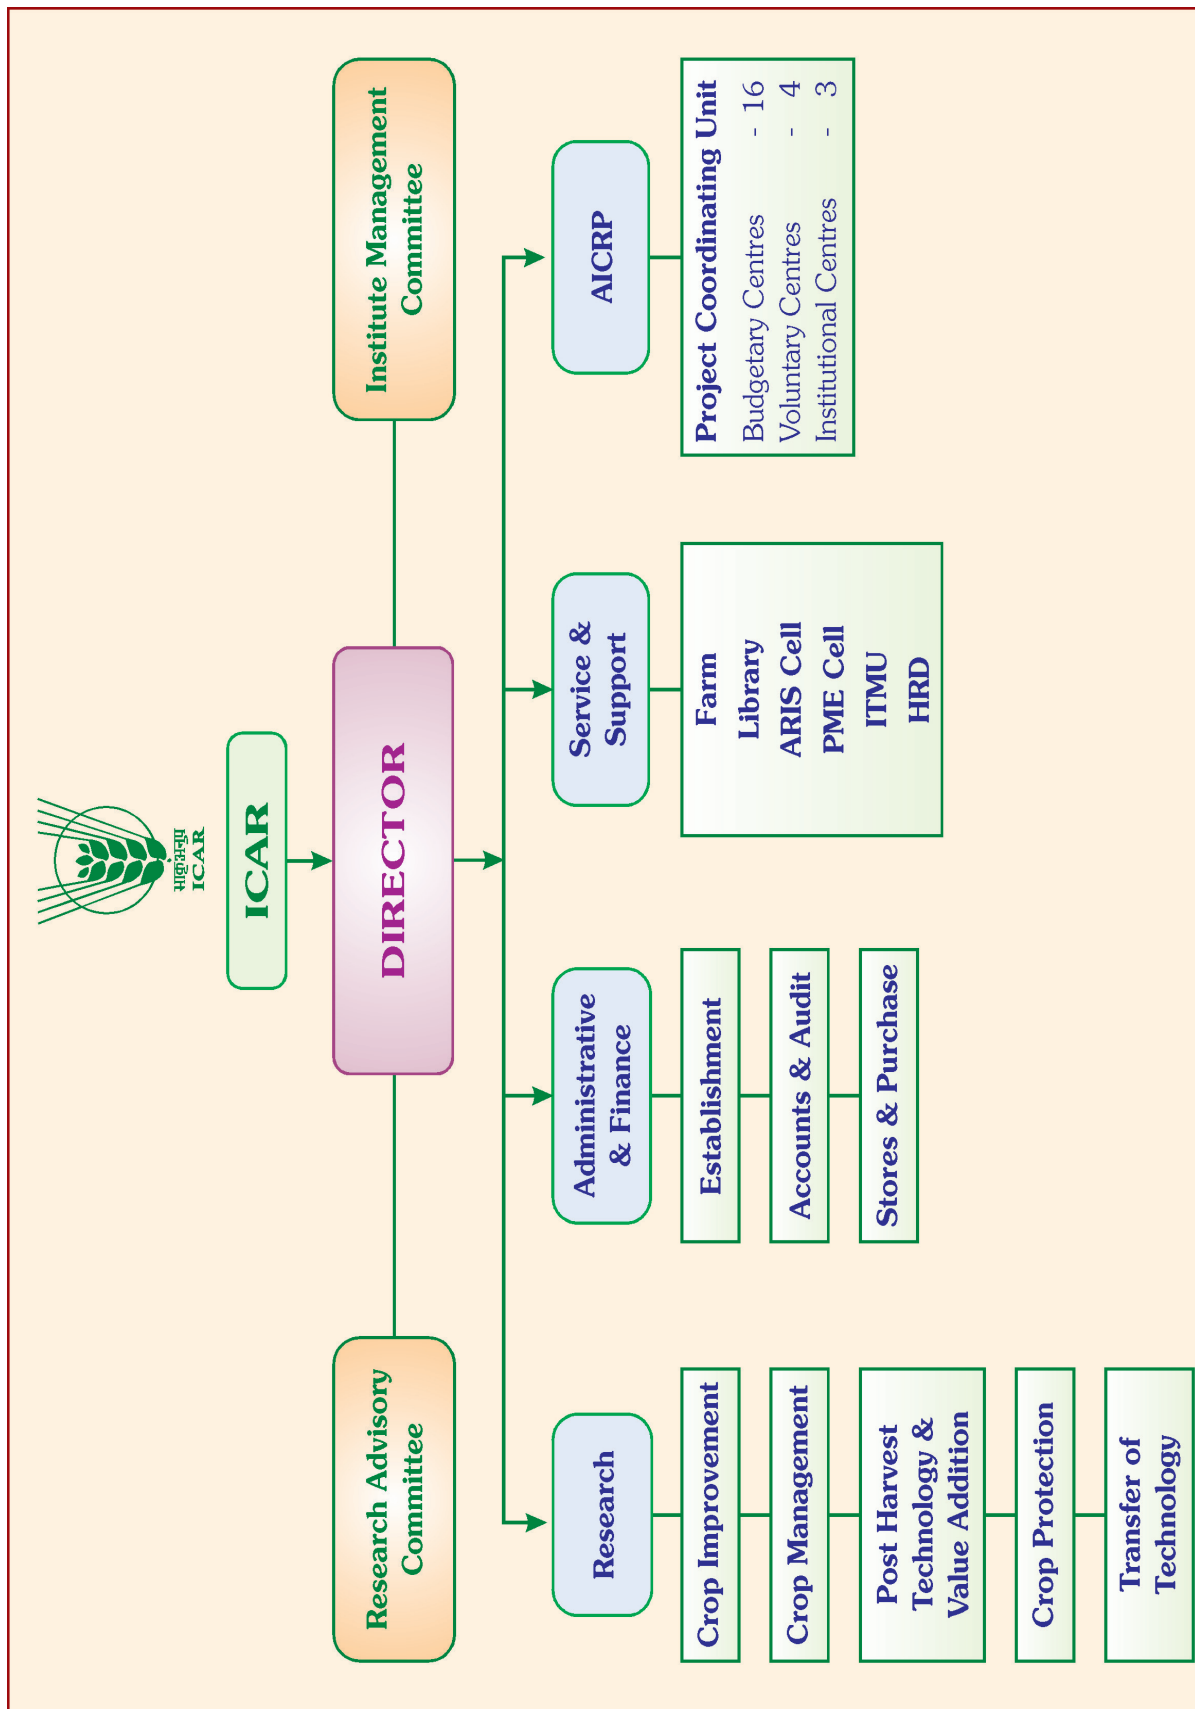 भाकृअनुप
ICAR
ICAR
Research Advisory
Committee
DIRECTOR
Institute Management
Committee
Research
Administrative
& Finance
Service &
Support
AICRP
Crop Improvement
Crop Management
Post Harvest
Technology &
Value Addition
Crop Protection
Transfer of
Technology
Establishment
Accounts & Audit
Stores & Purchase
Farm
Library
ARIS Cell
PME Cell
ITMU
HRD
Project Coordinating Unit
Budgetary Centres - 16
Voluntary Centres - 4
Institutional Centres - 3